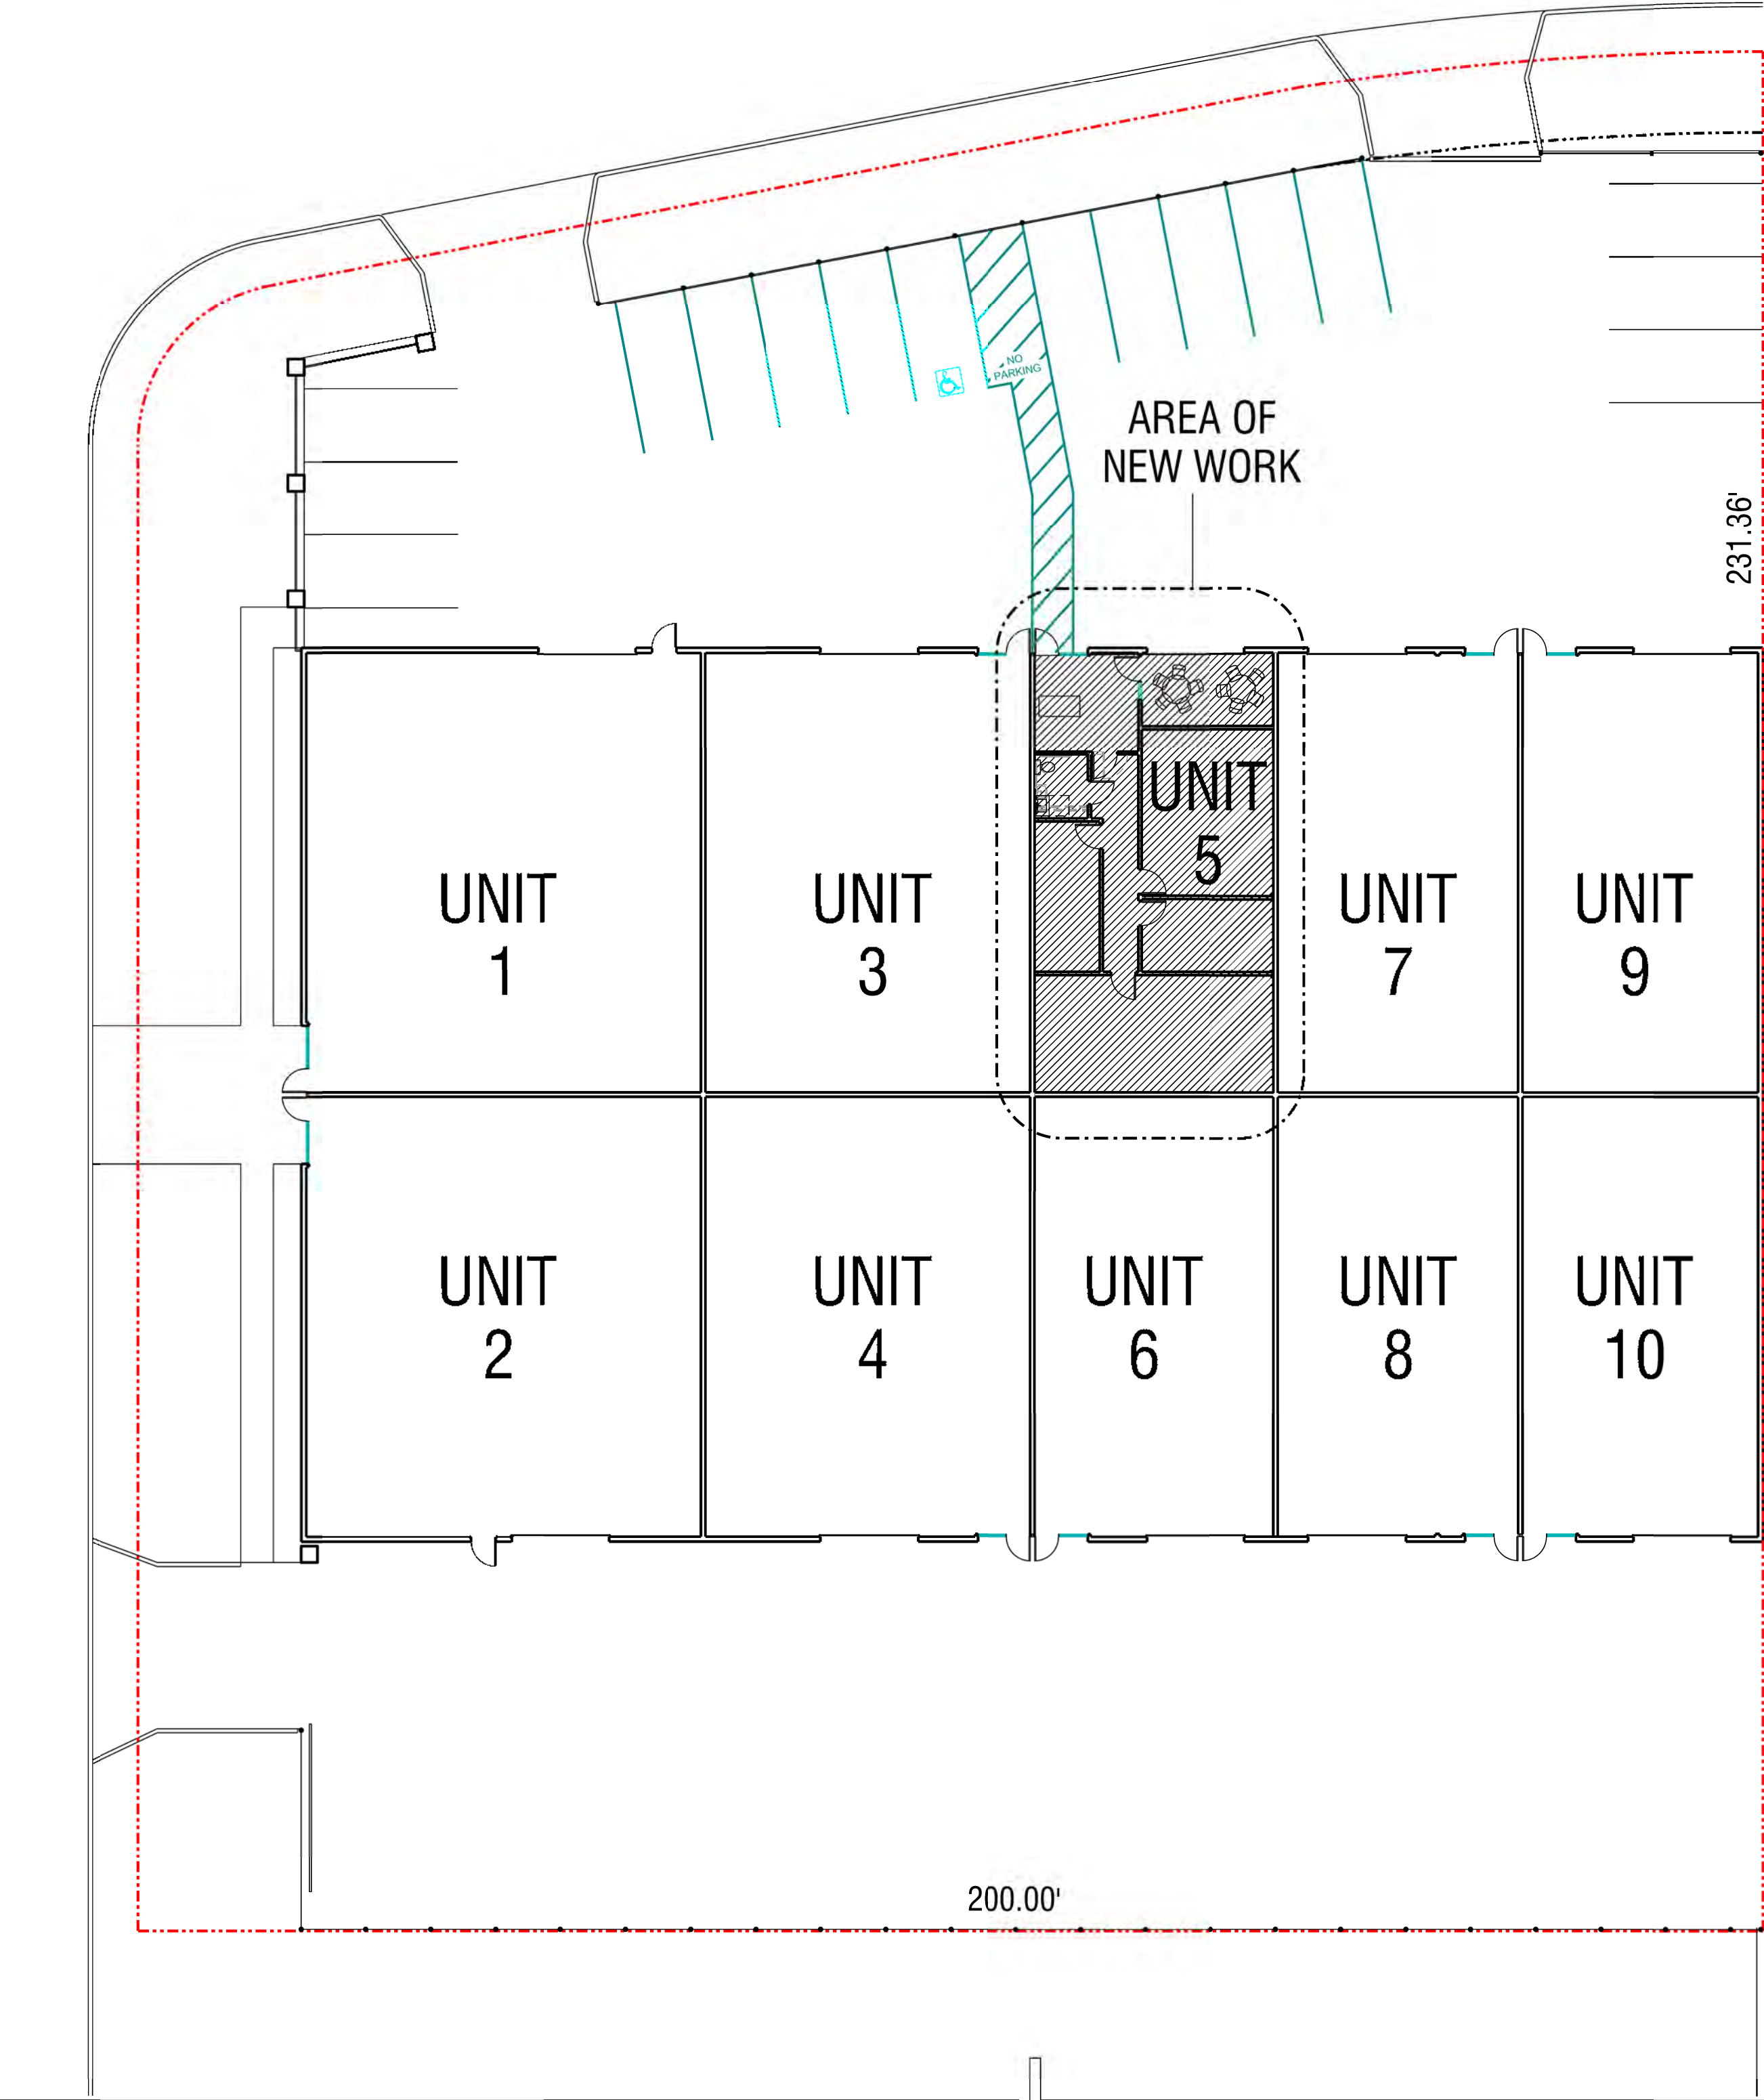 NO
PARKING
AREA OF
NEW WORK
231.36'
UNIT
5
UNIT
1
UNIT
3
UNIT
7
UNIT
9
UNIT
2
UNIT
4
UNIT
6
UNIT
8
UNIT
10
200.00'